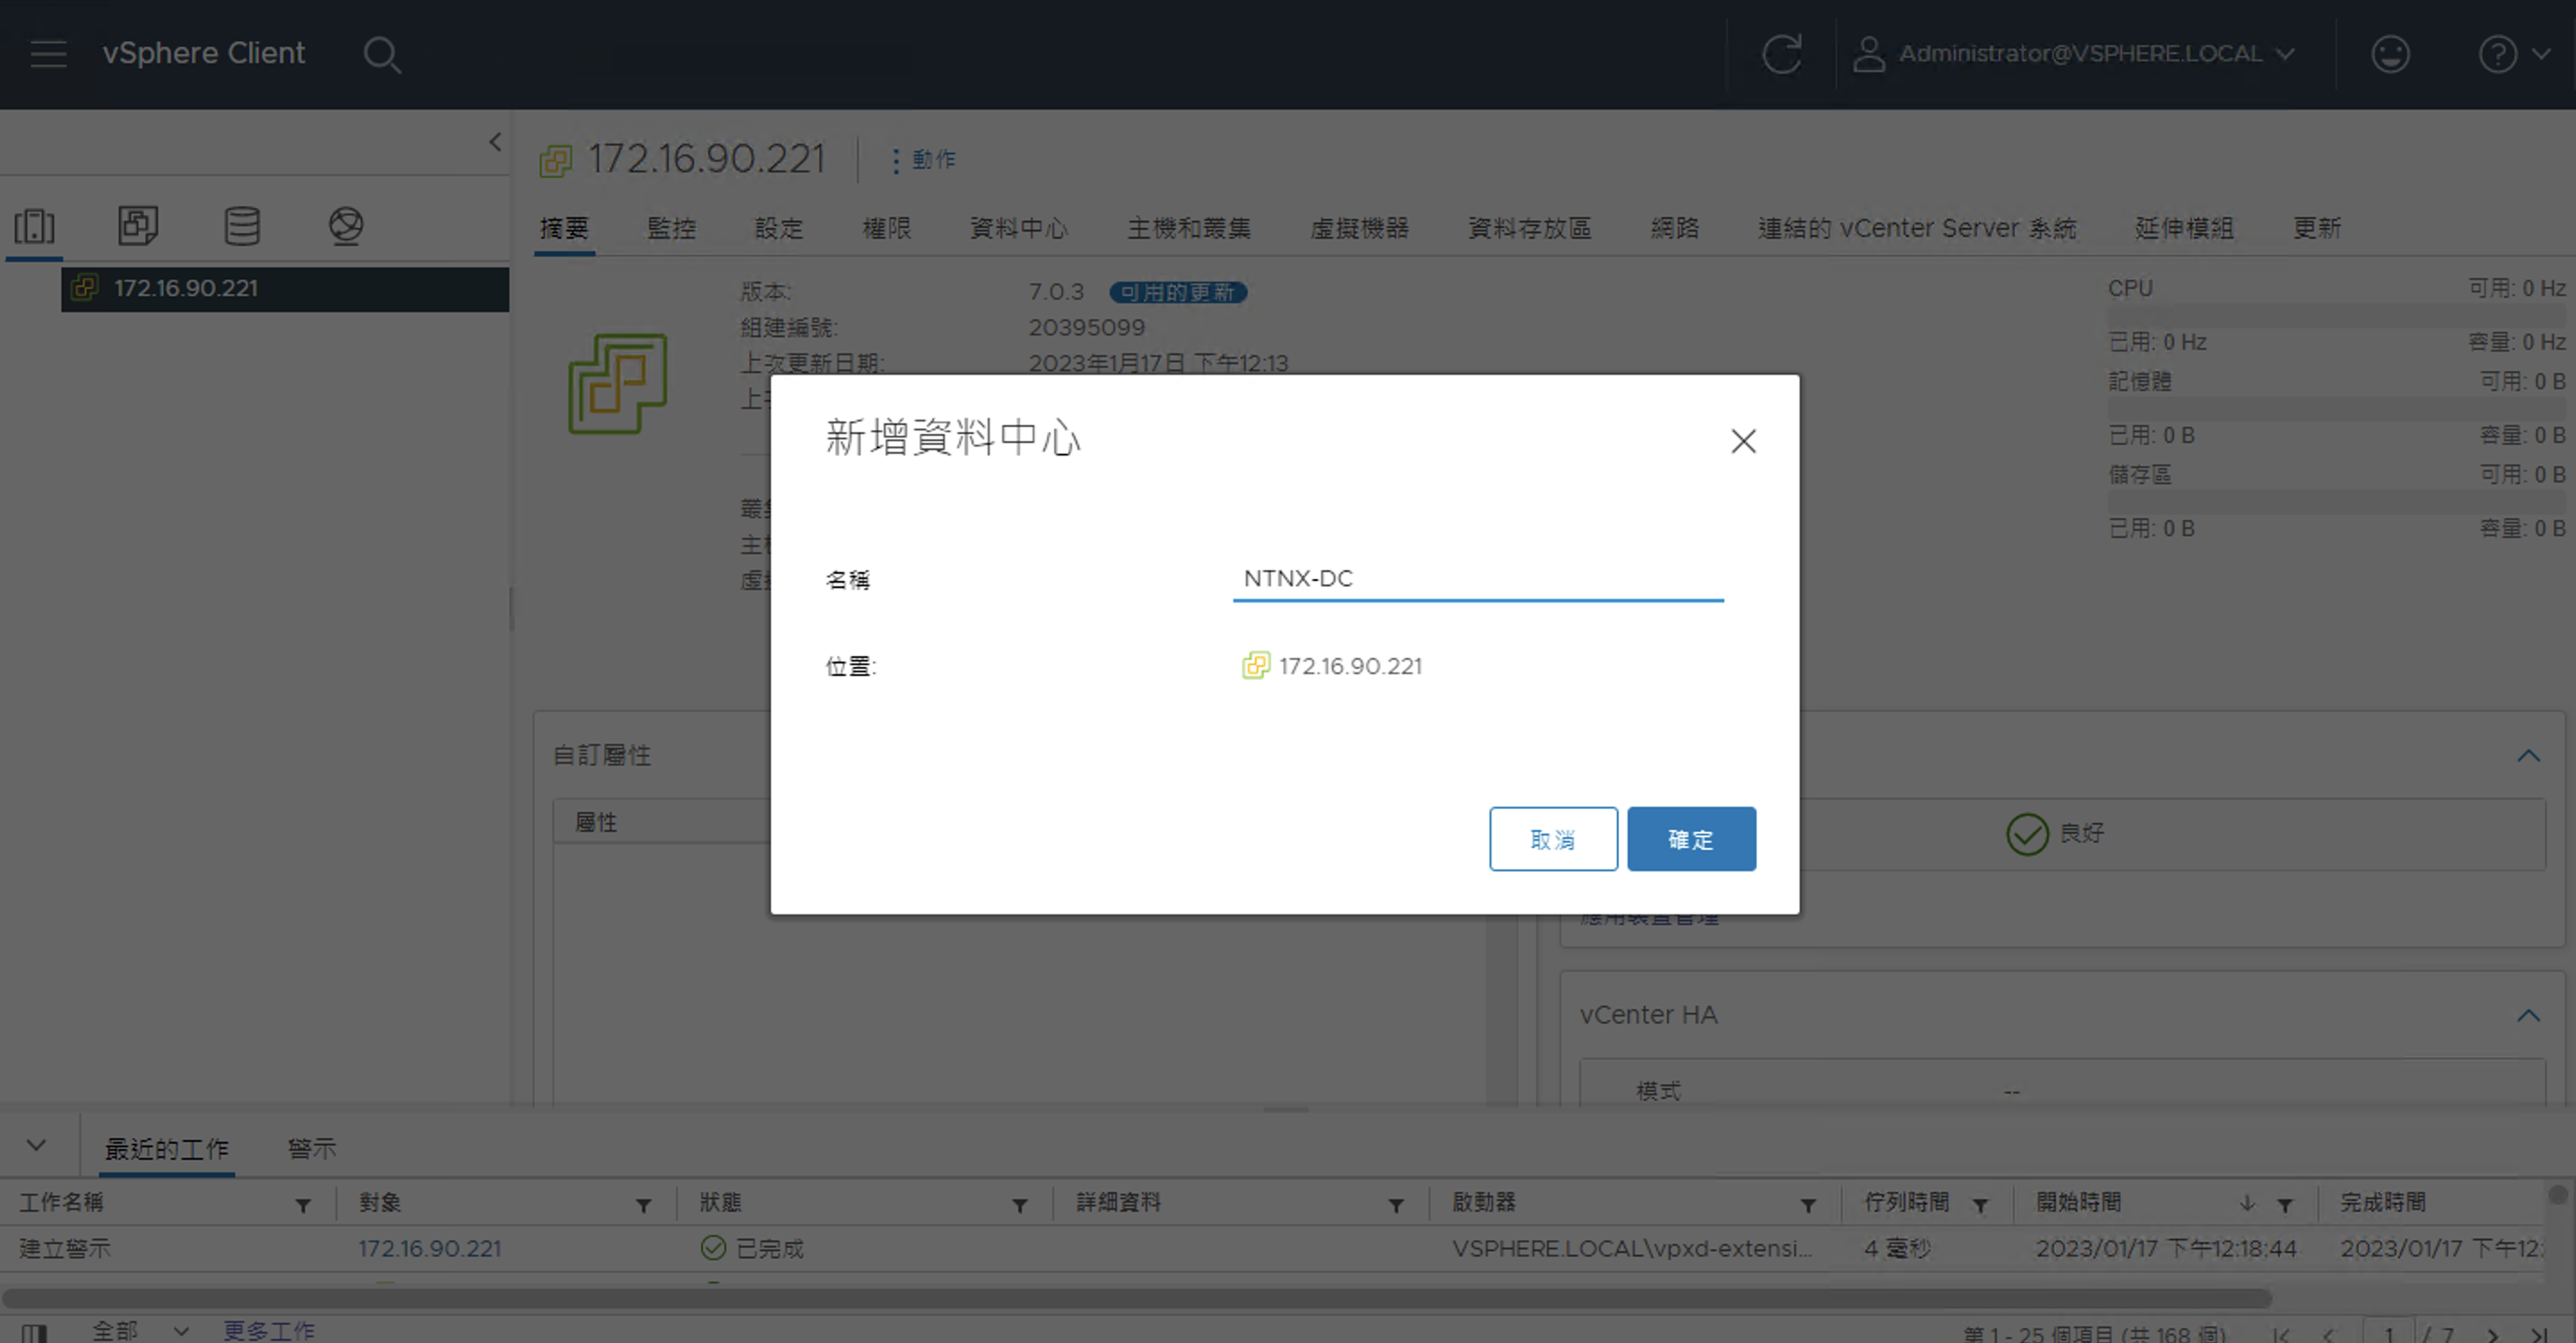 vSphere Client
Administrator@VSPHERE.LOCAL
172.16.90.221
動作
摘要 監控 設定 權限 資料中心 主機和叢集 虛擬機器 資料存放區 網路 連結的 vCenter Server 系統 延伸模組 更新
172.16.90.221
版本: 7.0.3 可用的更新
組建編號: 20395099
上次更新日期: 2023年1月17日 下午12:13
CPU 可用: 0 Hz
已用: 0 Hz 容量: 0 Hz
記憶體 可用: 0 B
已用: 0 B 容量: 0 B
儲存區 可用: 0 B
已用: 0 B 容量: 0 B
新增資料中心
名稱 NTNX-DC
位置: 172.16.90.221
取消 確定
自訂屬性
屬性
良好
應用裝置管理
vCenter HA
模式 --
最近的工作 警示
工作名稱 對象 狀態 詳細資料 啟動器 佇列時間 開始時間 完成時間
建立警示 172.16.90.221 已完成 VSPHERE.LOCAL\vpxd-extensi... 4 毫秒 2023/01/17 下午12:18:44 2023/01/17 下午12:
全部 更多工作
第 1 - 25 個項目 (共 168 個) 1 / 7